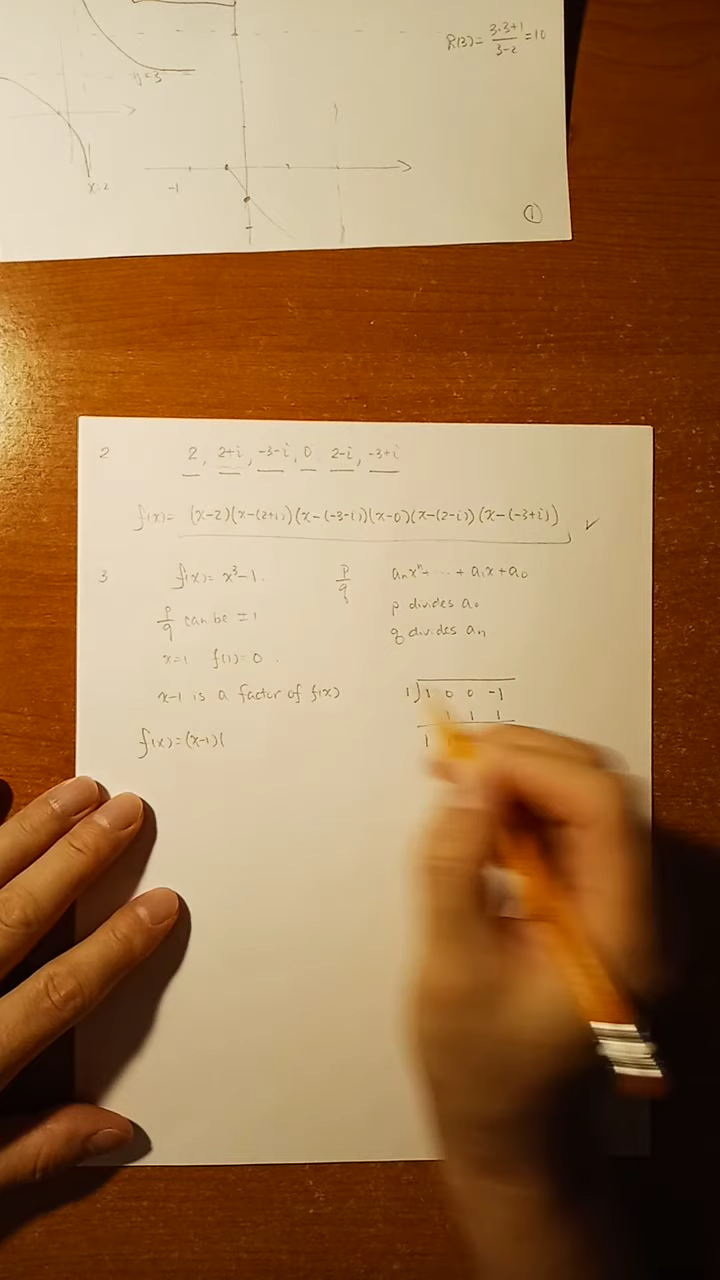 R(3) = (3·3+1)/(3-2) = 10
y=3
x=2
-1
①
2 2, 2+i, -3-i, 0, 2-i, -3+i
f(x)= (x-2)(x-(2+i))(x-(-3-i))(x-0)(x-(2-i))(x-(-3+i)) ✓
3 f(x)= x³-1. p/q aₙxⁿ+ ··· + a₁x + a₀
p/q can be ±1 p divides a₀
q divides aₙ
x=1 f(1)=0.
x-1 is a factor of f(x) 1) 1 0 0 -1
1 1 1
f(x)=(x-1)( 1